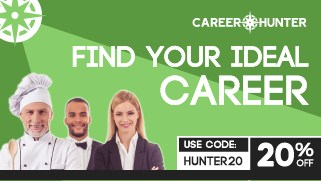 CAREER HUNTER
FIND YOUR IDEAL
CAREER
USE CODE:
HUNTER20
20% OFF